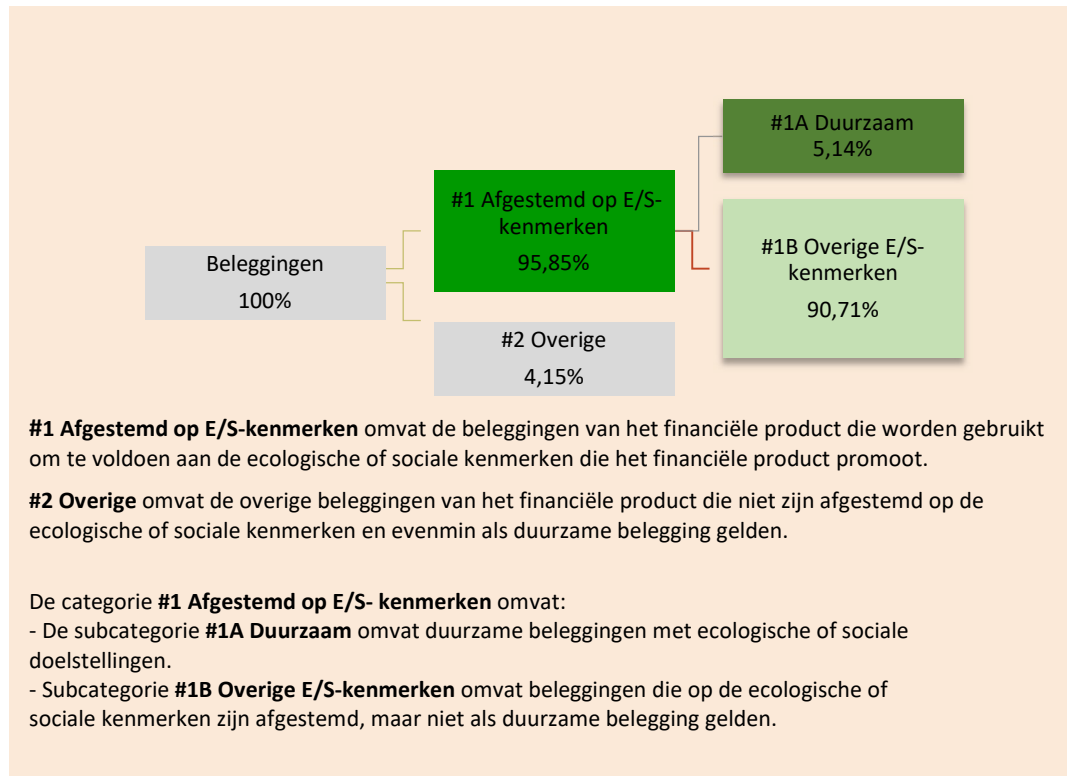 #1A Duurzaam
5,14%
#1 Afgestemd op E/S-
kenmerken
95,85%
#1B Overige E/S-
kenmerken
90,71%
Beleggingen
100%
#2 Overige
4,15%
#1 Afgestemd op E/S-kenmerken omvat de beleggingen van het financiële product die worden gebruikt
om te voldoen aan de ecologische of sociale kenmerken die het financiële product promoot.
#2 Overige omvat de overige beleggingen van het financiële product die niet zijn afgestemd op de
ecologische of sociale kenmerken en evenmin als duurzame belegging gelden.
De categorie #1 Afgestemd op E/S- kenmerken omvat:
- De subcategorie #1A Duurzaam omvat duurzame beleggingen met ecologische of sociale
doelstellingen.
- Subcategorie #1B Overige E/S-kenmerken omvat beleggingen die op de ecologische of
sociale kenmerken zijn afgestemd, maar niet als duurzame belegging gelden.